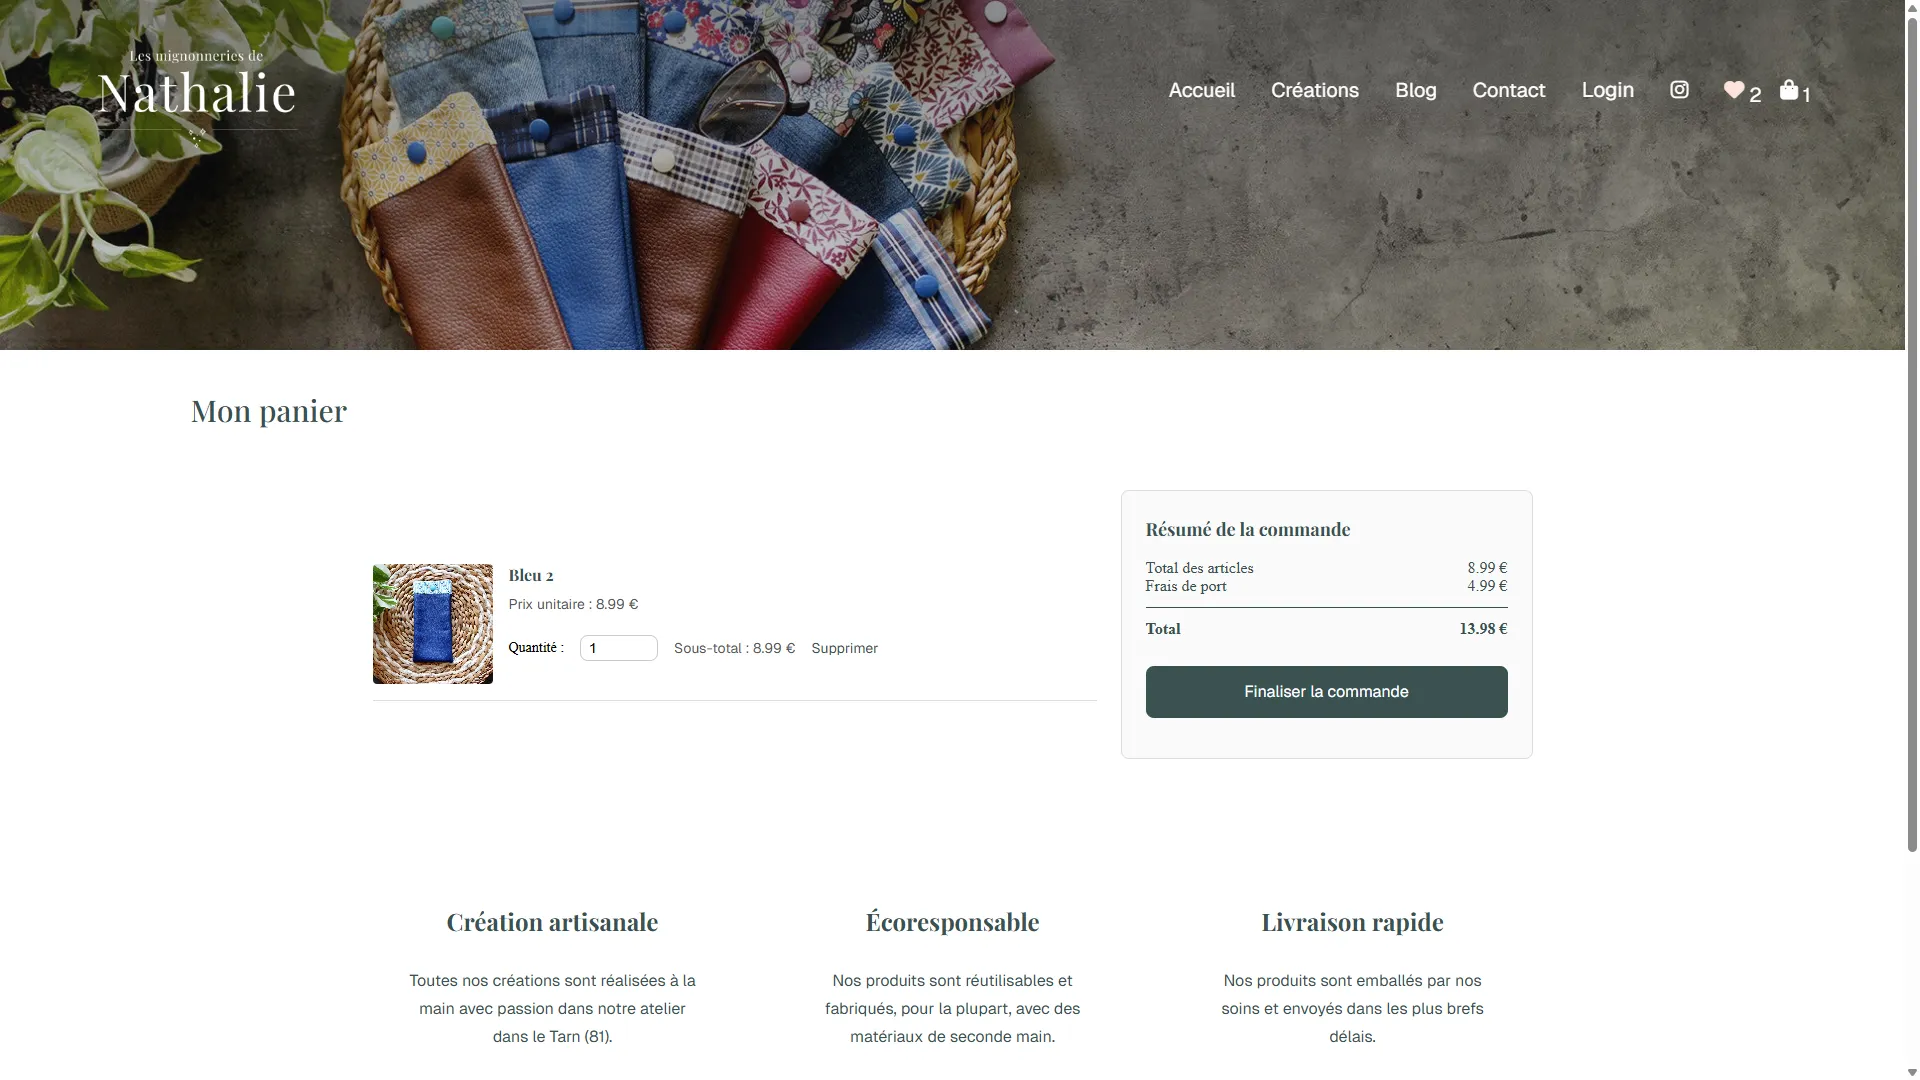 Les mignonneries de
Nathalie
Accueil
Créations
Blog
Contact
Login
2
1
Mon panier
Bleu 2
Prix unitaire : 8.99 €
Quantité :
1
Sous-total : 8.99 €
Supprimer
Résumé de la commande
Total des articles 8.99 €
Frais de port 4.99 €
Total 13.98 €
Finaliser la commande
Création artisanale
Toutes nos créations sont réalisées à la
main avec passion dans notre atelier
dans le Tarn (81).
Écoresponsable
Nos produits sont réutilisables et
fabriqués, pour la plupart, avec des
matériaux de seconde main.
Livraison rapide
Nos produits sont emballés par nos
soins et envoyés dans les plus brefs
délais.